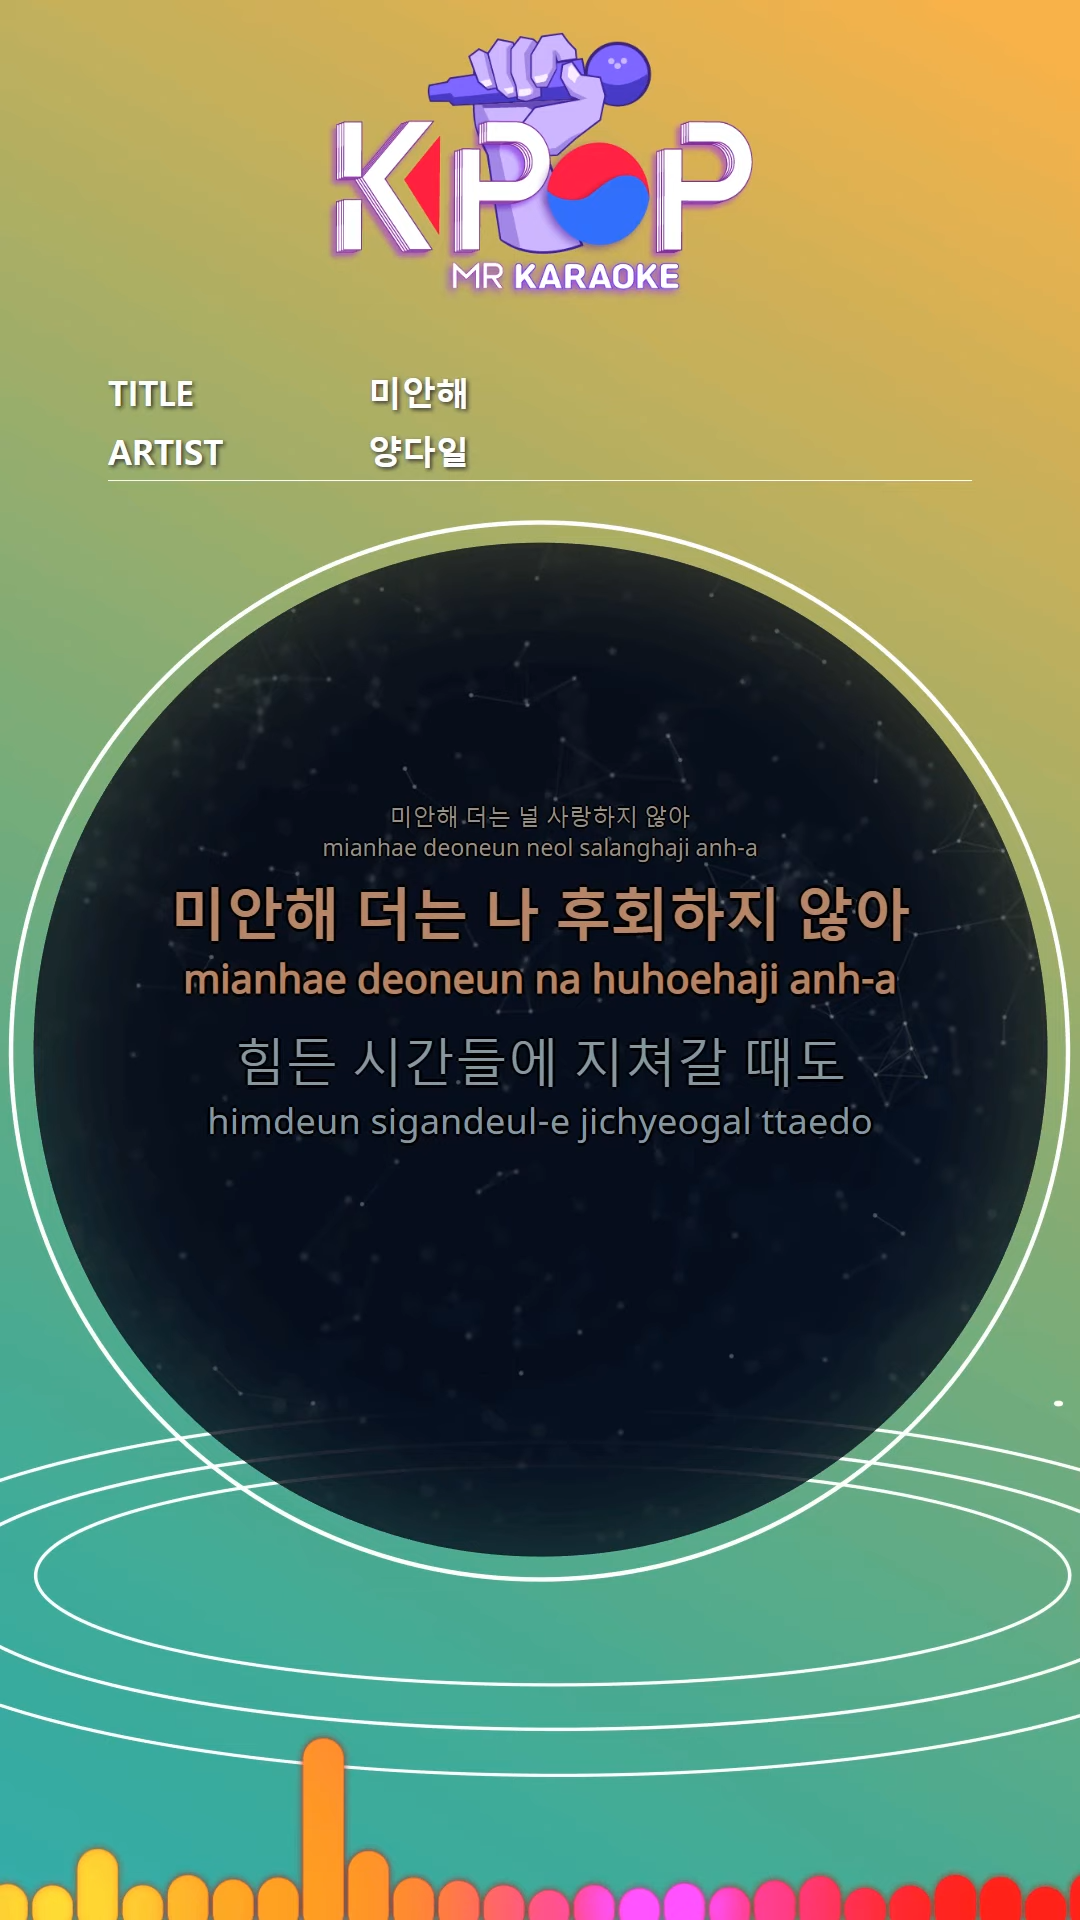 KPOP
MR KARAOKE
TITLE 미안해
ARTIST 양다일
미안해 더는 널 사랑하지 않아
mianhae deoneun neol salanghaji anh-a
미안해 더는 나 후회하지 않아
mianhae deoneun na huhoehaji anh-a
힘든 시간들에 지쳐갈 때도
himdeun sigandeul-e jichyeogal ttaedo